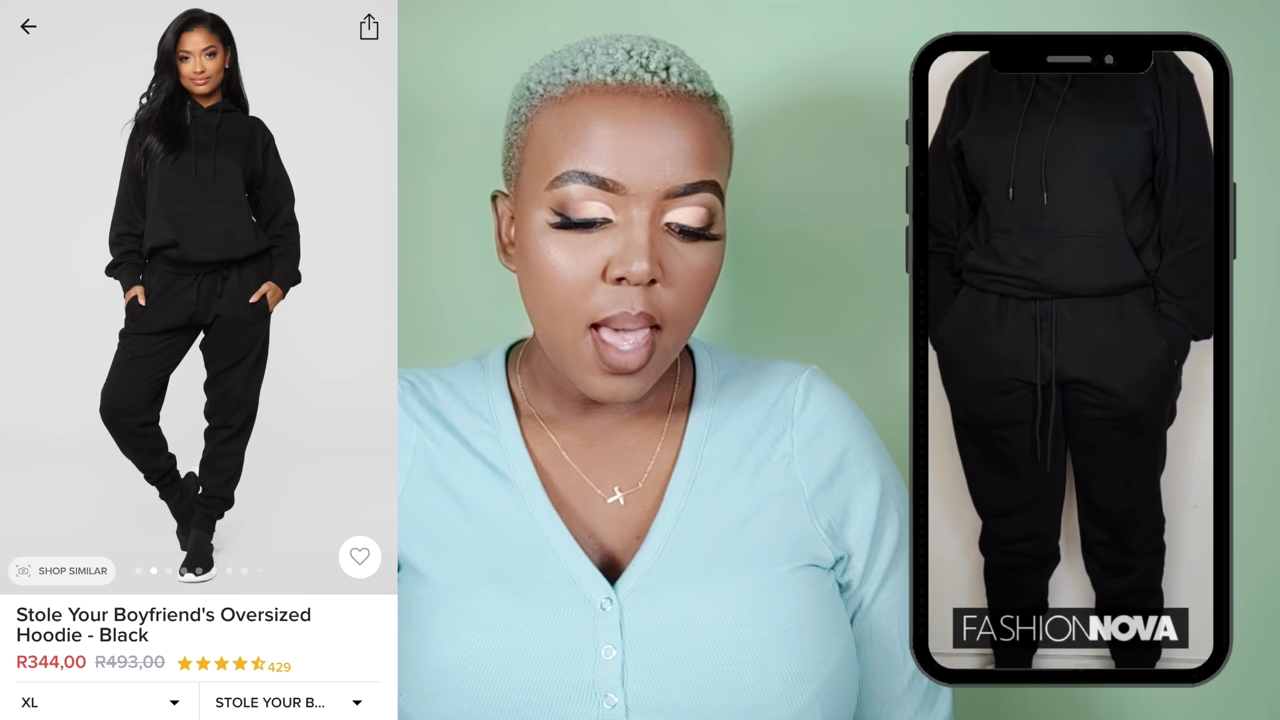 SHOP SIMILAR
Stole Your Boyfriend's Oversized
Hoodie - Black
R344,00 R493,00 429
XL STOLE YOUR B...
FASHIONNOVA